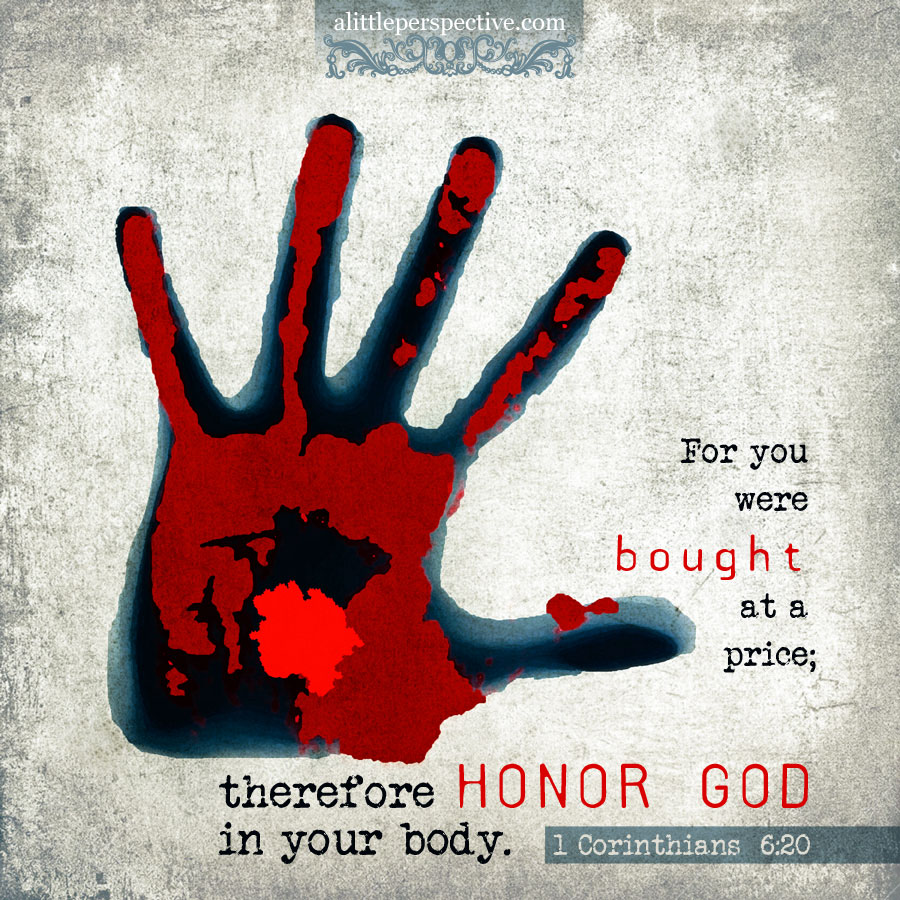 alittleperspective.com
For you
were
bought
at a
price;
therefore HONOR GOD
in your body.
1 Corinthians 6:20